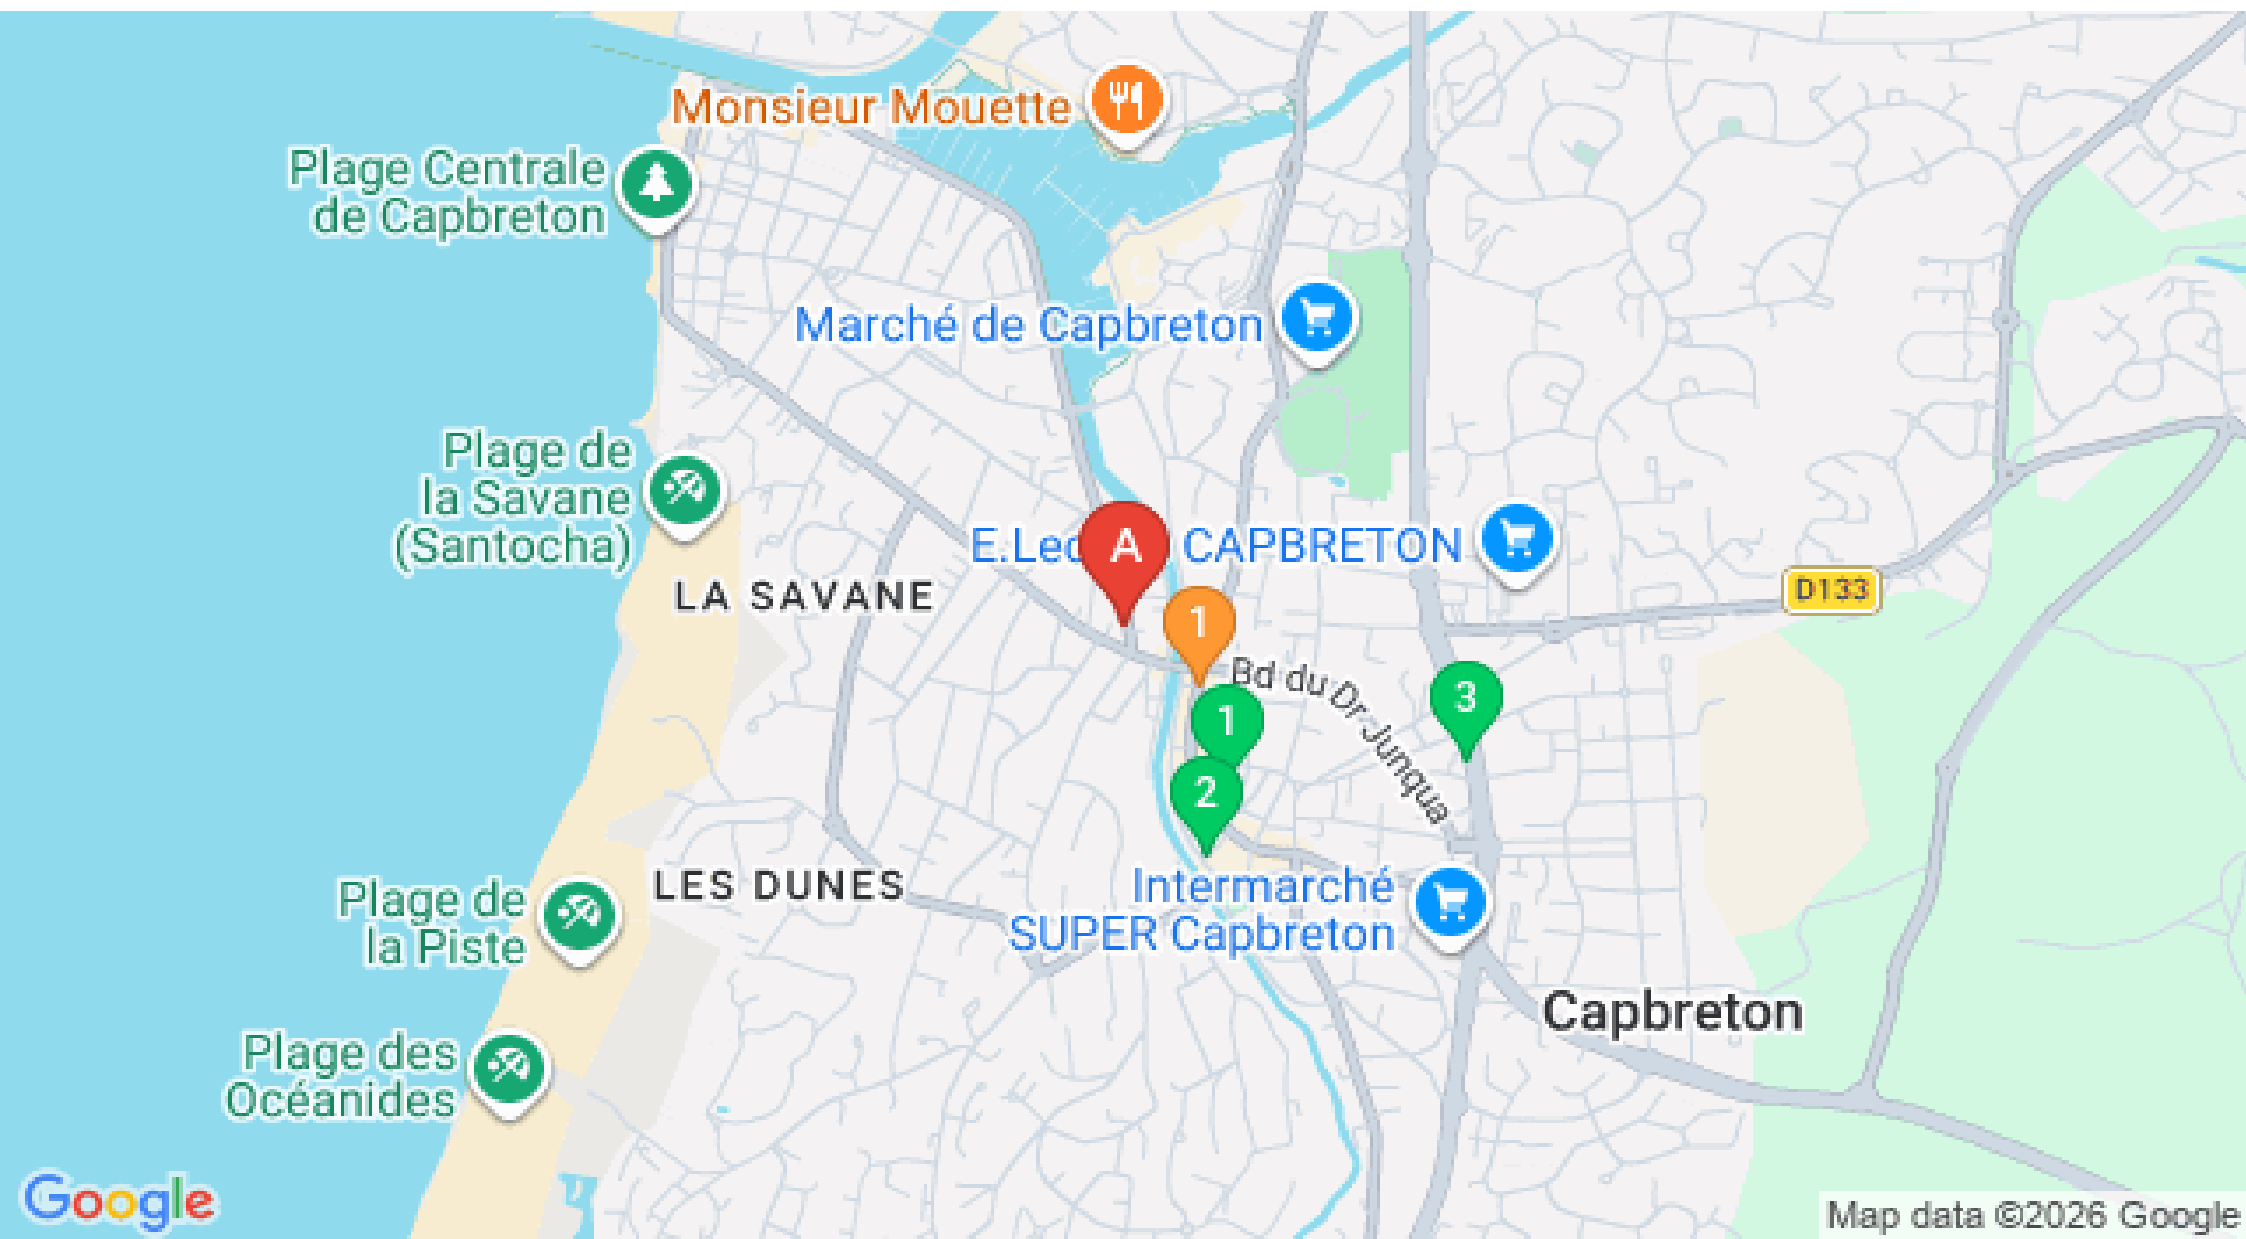 Monsieur Mouette
Plage Centrale
de Capbreton
Marché de Capbreton
Plage de
la Savane
(Santocha)
E.Lec
A
CAPBRETON
D133
LA SAVANE
1
Bd du Dr Junqua
3
1
2
LES DUNES
Intermarché
SUPER Capbreton
Plage de
la Piste
Capbreton
Plage des
Océanides
Google
Map data ©2026 Google